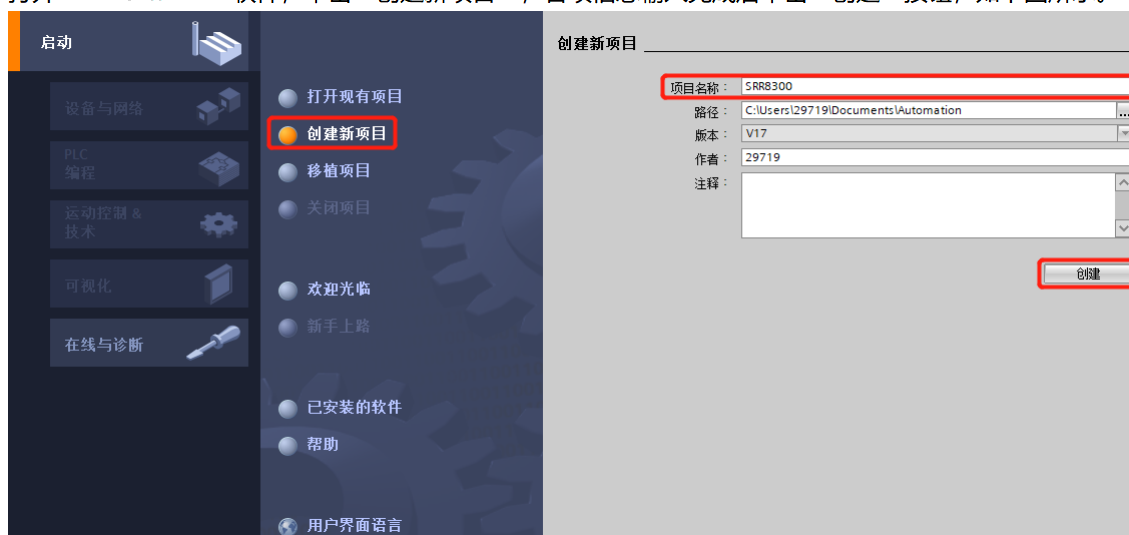 启动
设备与网络
PLC
编程
运动控制 &
技术
可视化
在线与诊断
打开现有项目
创建新项目
移植项目
关闭项目
欢迎光临
新手上路
已安装的软件
帮助
用户界面语言
创建新项目
项目名称: SRR8300
路径: C:\Users\29719\Documents\Automation ...
版本: V17
作者: 29719
注释:
创建